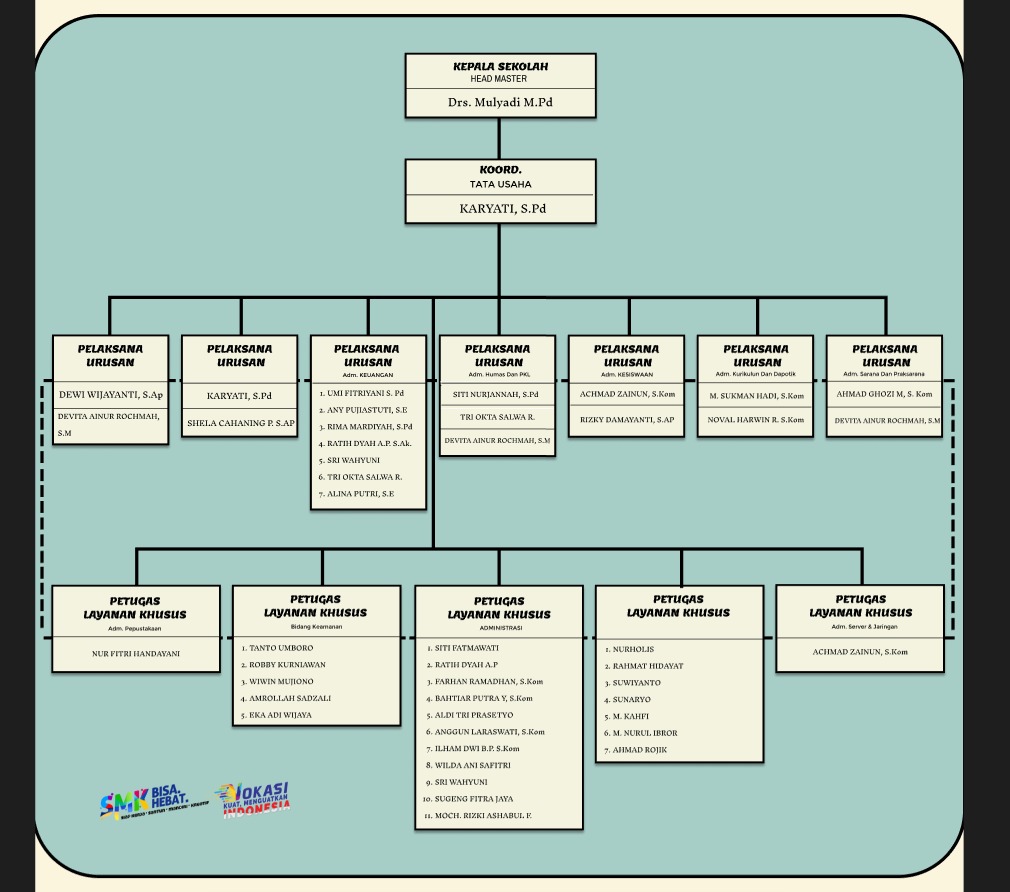 KEPALA SEKOLAH
HEAD MASTER
Drs. Mulyadi M.Pd
KOORD.
TATA USAHA
KARYATI, S.Pd
PELAKSANA
URUSAN
DEWI WIJAYANTI, S.Ap
DEVITA AINUR ROCHMAH,
S.M
PELAKSANA
URUSAN
KARYATI, S.Pd
SHELA CAHANING P. S.AP
PELAKSANA
URUSAN
Adm. KEUANGAN
1. UMI FITRIYANI S. Pd
2. ANY PUJIASTUTI, S.E
3. RIMA MARDIYAH, S.Pd
4. RATIH DYAH A.P. S.Ak.
5. SRI WAHYUNI
6. TRI OKTA SALWA R.
7. ALINA PUTRI, S.E
PELAKSANA
URUSAN
Adm. Humas Dan PKL
SITI NURJANNAH, S.Pd
TRI OKTA SALWA R.
DEVITA AINUR ROCHMAH, S.M
PELAKSANA
URUSAN
Adm. KESISWAAN
ACHMAD ZAINUN, S.Kom
RIZKY DAMAYANTI, S.AP
PELAKSANA
URUSAN
Adm. Kurikulun Dan Dapotik
M. SUKMAN HADI, S.Kom
NOVAL HARWIN R. S.Kom
PELAKSANA
URUSAN
Adm. Sarana Dan Praksarana
AHMAD GHOZI M, S. Kom
DEVITA AINUR ROCHMAH, S.M
PETUGAS
LAYANAN KHUSUS
Adm. Pepustakaan
NUR FITRI HANDAYANI
PETUGAS
LAYANAN KHUSUS
Bidang Keamanan
1. TANTO UMBORO
2. ROBBY KURNIAWAN
3. WIWIN MUJIONO
4. AMROLLAH SADZALI
5. EKA ADI WIJAYA
PETUGAS
LAYANAN KHUSUS
ADMINISTRASI
1. SITI FATMAWATI
2. RATIH DYAH A.P
3. FARHAN RAMADHAN, S.Kom
4. BAHTIAR PUTRA Y, S.Kom
5. ALDI TRI PRASETYO
6. ANGGUN LARASWATI, S.Kom
7. ILHAM DWI B.P. S.Kom
8. WILDA ANI SAFITRI
9. SRI WAHYUNI
10. SUGENG FITRA JAYA
11. MOCH. RIZKI ASHABUL F.
PETUGAS
LAYANAN KHUSUS
1. NURHOLIS
2. RAHMAT HIDAYAT
3. SUWIYANTO
4. SUNARYO
5. M. KAHFI
6. M. NURUL IBROR
7. AHMAD ROJIK
PETUGAS
LAYANAN KHUSUS
Adm. Server & Jaringan
ACHMAD ZAINUN, S.Kom
SMK BISA.
HEBAT.
SIAP KERJA • SANTUN • MANDIRI • KREATIF
VOKASI
KUAT, MENGUATKAN
INDONESIA